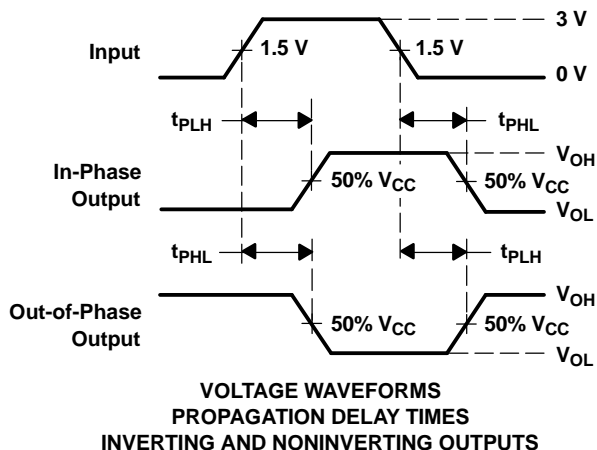 3 V
Input
1.5 V
1.5 V
0 V
tPLH
tPHL
VOH
In-Phase
Output
50% VCC
50% VCC
VOL
tPHL
tPLH
VOH
Out-of-Phase
Output
50% VCC
50% VCC
VOL
VOLTAGE WAVEFORMS
PROPAGATION DELAY TIMES
INVERTING AND NONINVERTING OUTPUTS